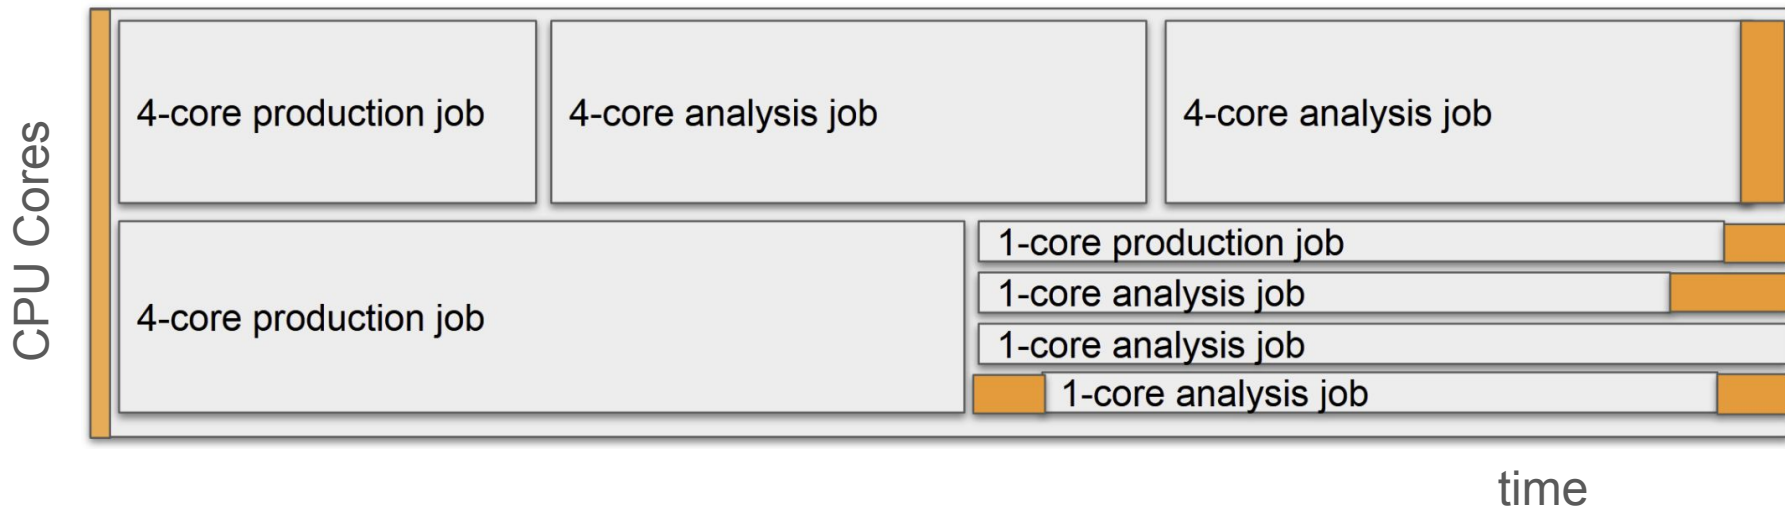 CPU Cores
4-core production job
4-core analysis job
4-core analysis job
4-core production job
1-core production job
1-core analysis job
1-core analysis job
1-core analysis job
time